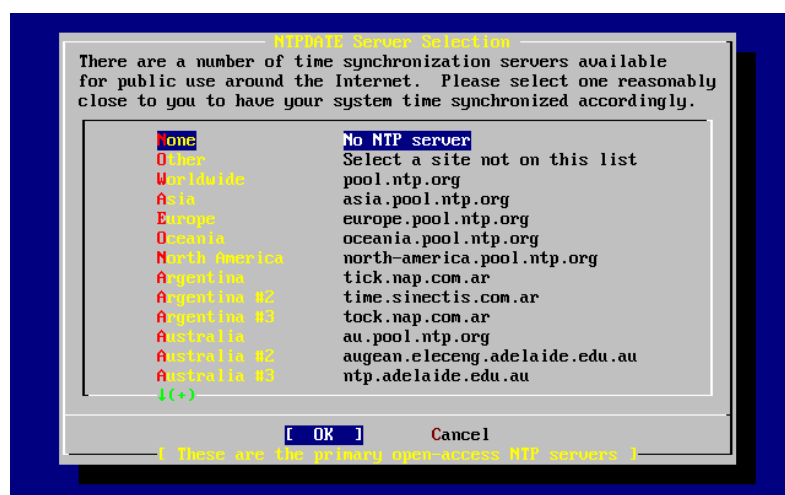 NTPDATE Server Selection
There are a number of time synchronization servers available
for public use around the Internet. Please select one reasonably
close to you to have your system time synchronized accordingly.
None No NTP server
Other Select a site not on this list
Worldwide pool.ntp.org
Asia asia.pool.ntp.org
Europe europe.pool.ntp.org
Oceania oceania.pool.ntp.org
North America north-america.pool.ntp.org
Argentina tick.nap.com.ar
Argentina #2 time.sinectis.com.ar
Argentina #3 tock.nap.com.ar
Australia au.pool.ntp.org
Australia #2 augean.eleceng.adelaide.edu.au
Australia #3 ntp.adelaide.edu.au
↓(+)
[ OK ] Cancel
[ These are the primary open-access NTP servers ]